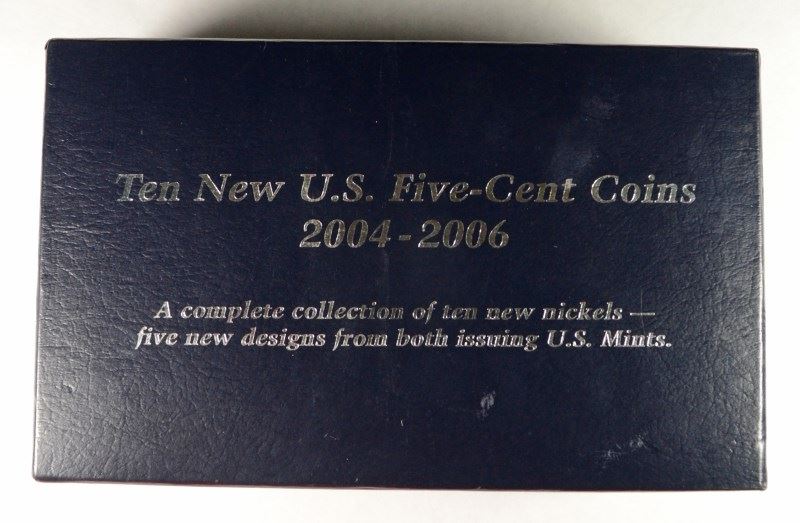 Ten New U.S. Five-Cent Coins
2004-2006
A complete collection of ten new nickels —
five new designs from both issuing U.S. Mints.